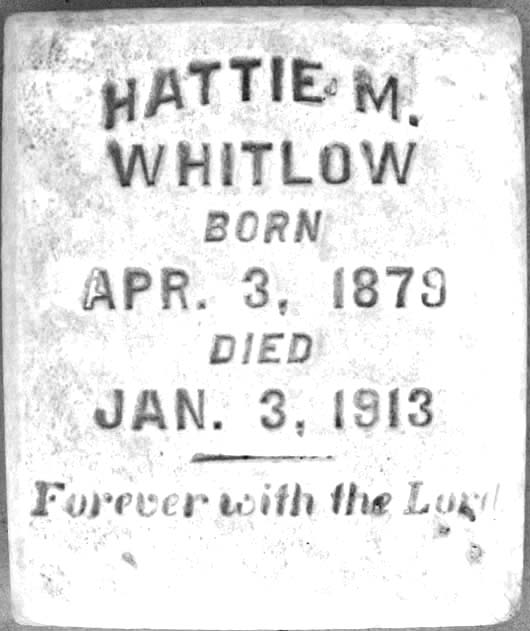 HATTIE M.
WHITLOW
BORN
APR. 3, 1879
DIED
JAN. 3, 1913
Forever with the Lord